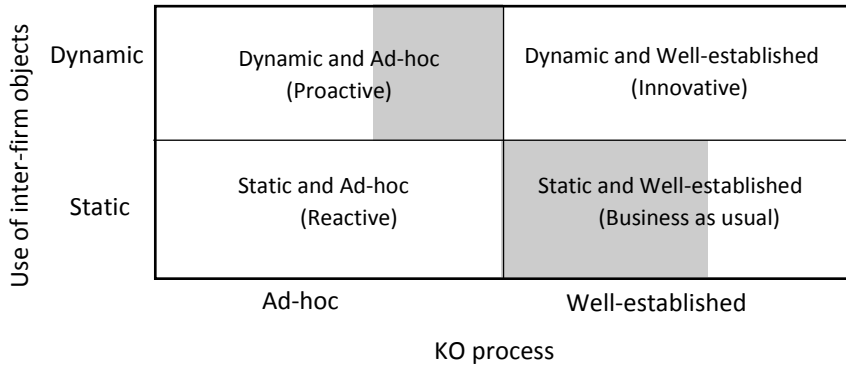 Use of inter-firm objects
Dynamic
Dynamic and Ad-hoc
(Proactive)
Dynamic and Well-established
(Innovative)
Static
Static and Ad-hoc
(Reactive)
Static and Well-established
(Business as usual)
Ad-hoc
Well-established
KO process